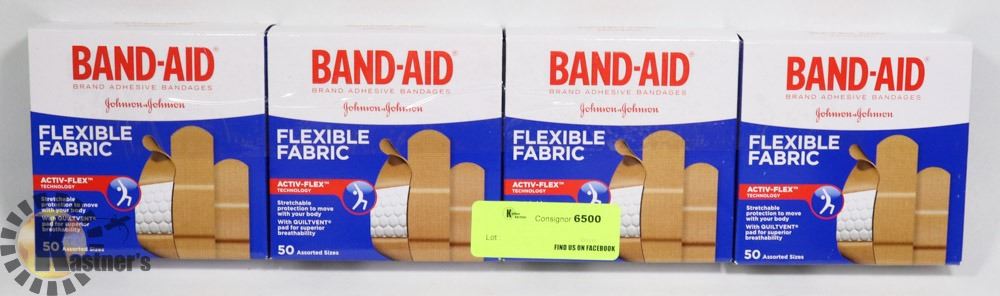 BAND-AID®
BRAND ADHESIVE BANDAGES
Johnson & Johnson
FLEXIBLE
FABRIC
ACTIV-FLEX™
TECHNOLOGY
Stretchable
protection to move
with your body
With QUILTVENT®
pad for superior
breathability
50 Assorted Sizes
BAND-AID®
BRAND ADHESIVE BANDAGES
Johnson & Johnson
FLEXIBLE
FABRIC
ACTIV-FLEX™
TECHNOLOGY
Stretchable
protection to move
with your body
With QUILTVENT®
pad for superior
breathability
50 Assorted Sizes
BAND-AID®
BRAND ADHESIVE BANDAGES
Johnson & Johnson
FLEXIBLE
FABRIC
ACTIV-FLEX™
TECHNOLOGY
BAND-AID®
BRAND ADHESIVE BANDAGES
Johnson & Johnson
FLEXIBLE
FABRIC
ACTIV-FLEX™
TECHNOLOGY
Stretchable
protection to move
with your body
With QUILTVENT®
pad for superior
breathability
50 Assorted Sizes
Consignor 6500
Lot :
FIND US ON FACEBOOK
Kastner's